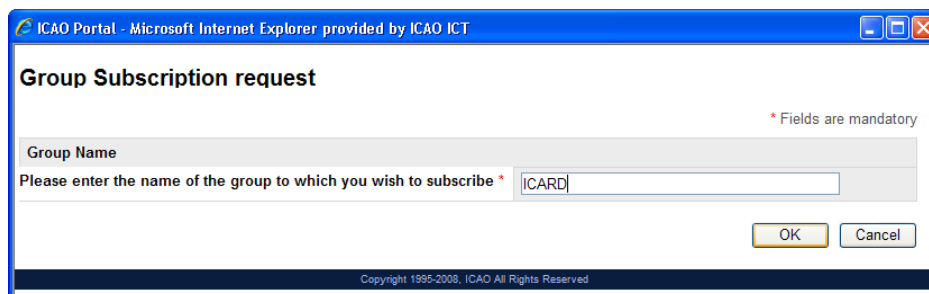 ICAO Portal - Microsoft Internet Explorer provided by ICAO ICT
Group Subscription request
* Fields are mandatory
Group Name
Please enter the name of the group to which you wish to subscribe * ICARD
OK Cancel
Copyright 1995-2008, ICAO All Rights Reserved